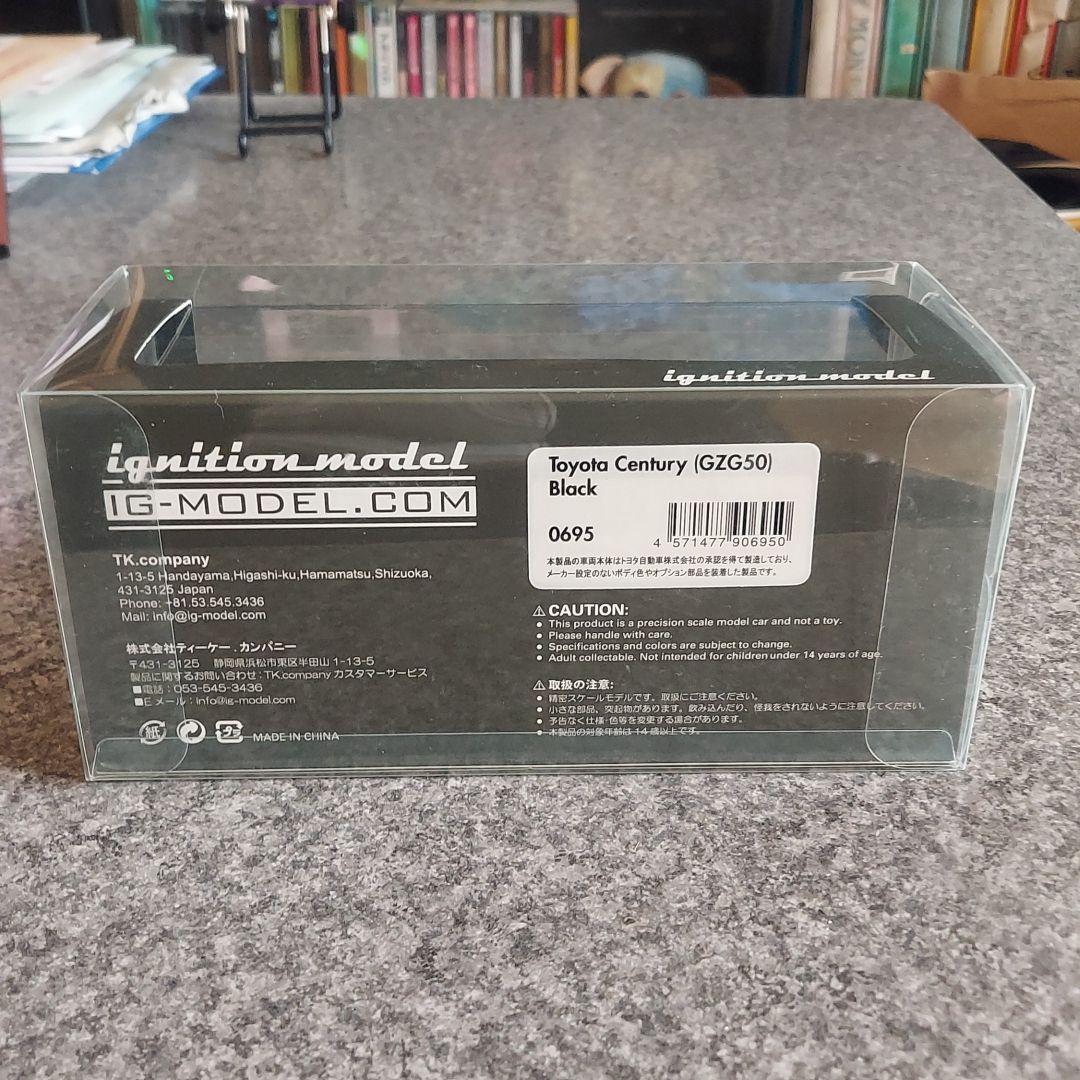 ignition model
ignition model
IG-MODEL.COM
TK.company
1-13-5 Handayama,Higashi-ku,Hamamatsu,Shizuoka,
431-3125 Japan
Phone: +81.53.545.3436
Mail: info@ig-model.com
株式会社ティーケー．カンパニー
〒431-3125 静岡県浜松市東区半田山 1-13-5
製品に関するお問い合わせ：TK.company カスタマーサービス
■電話：053-545-3436
■E メール：info@ig-model.com
紙
プラ
MADE IN CHINA
Toyota Century (GZG50)
Black
0695
4 571477 906950
本製品の車両本体はトヨタ自動車株式会社の承認を得て製造しており、
メーカー設定のないボディ色やオプション部品を装着した製品です。
⚠ CAUTION:
● This product is a precision scale model car and not a toy.
● Please handle with care.
● Specifications and colors are subject to change.
● Adult collectable. Not intended for children under 14 years of age.
⚠ 取扱の注意:
● 精密スケールモデルです。取扱にご注意ください。
● 小さな部品、突起物があります。飲み込んだり、怪我をされないように注意してください。
● 予告なく仕様・色等を変更する場合があります。
● 本製品の対象年齢は 14 歳以上です。